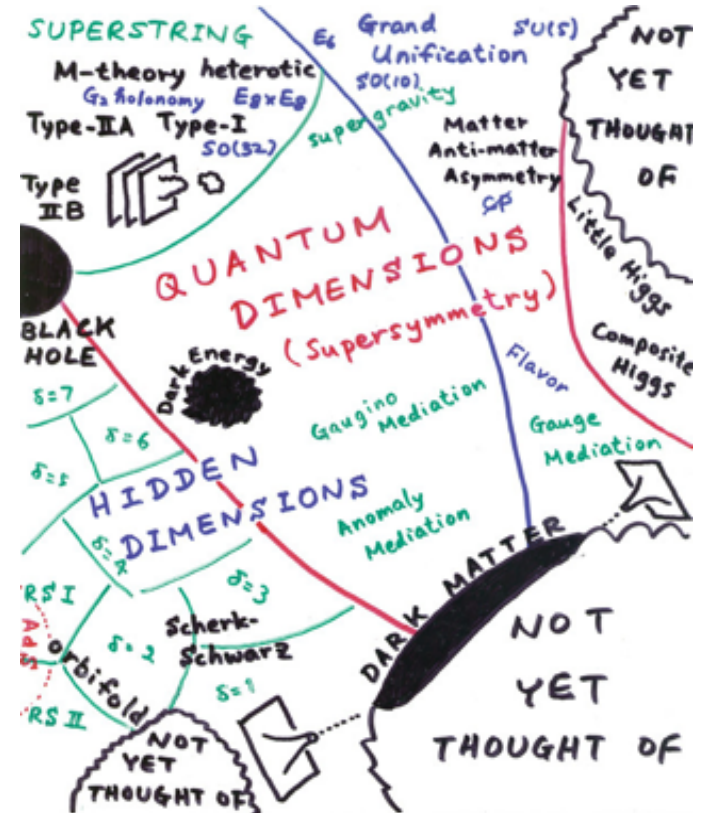 SUPERSTRING
M-theory heterotic
G₂ holonomy E8×E8
Type-IIA Type-I
SO(32)
Type
IIB
BLACK
HOLE
E6 Grand
Unification
SU(5)
SO(10)
supergravity
Matter
Anti-matter
Asymmetry
CP
NOT
YET
THOUGHT
OF
Little Higgs
Composite
Higgs
QUANTUM
DIMENSIONS
(Supersymmetry)
Dark Energy
Flavor
Gaugino
Mediation
Gauge
Mediation
Anomaly
Mediation
δ=7
δ=6
δ=5
HIDDEN
DIMENSIONS
δ=4
δ=3
RS I
AdS
orbifold
δ=2
Scherk-
Schwarz
δ=1
RS II
DARK MATTER
NOT
YET
THOUGHT OF
NOT
YET
THOUGHT OF